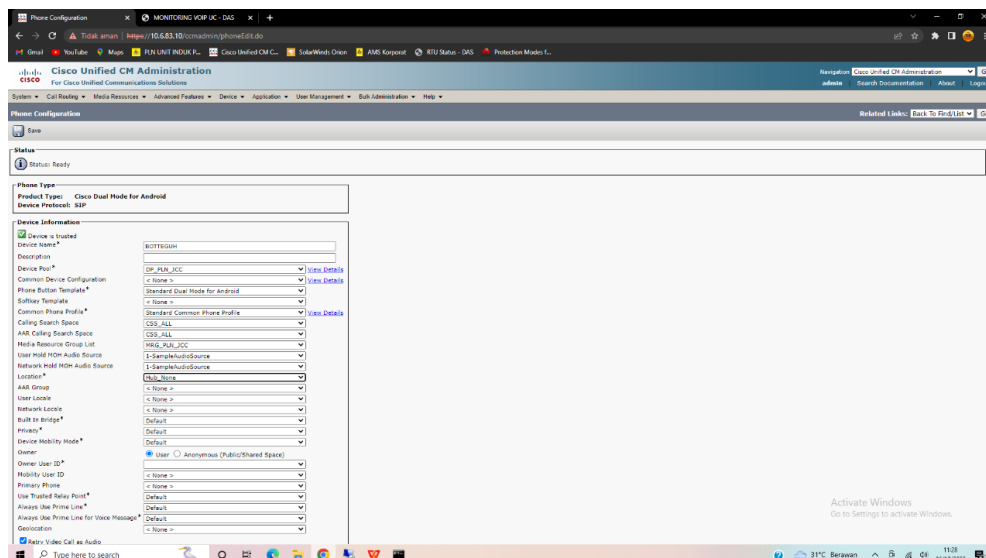 Phone Configuration
MONITORING VOIP UC - DAS
Tidak aman | https://10.6.83.10/ccmadmin/phoneEdit.do
Gmail YouTube Maps PLN UNIT INDUK P... Cisco Unified CM C... SolarWinds Orion AMS Korporat RTU Status - DAS Protection Modes f...
cisco Cisco Unified CM Administration
For Cisco Unified Communications Solutions
Navigation Cisco Unified CM Administration
admin Search Documentation About Logou
System Call Routing Media Resources Advanced Features Device Application User Management Bulk Administration Help
Phone Configuration
Related Links: Back To Find/List G
Save
Status
Status: Ready
Phone Type
Product Type: Cisco Dual Mode for Android
Device Protocol: SIP
Device Information
Device is trusted
Device Name* BOTTEGUH
Description
Device Pool* DP_PLN_JCC View Details
Common Device Configuration < None > View Details
Phone Button Template* Standard Dual Mode for Android
Softkey Template < None >
Common Phone Profile* Standard Common Phone Profile View Details
Calling Search Space CSS_ALL
AAR Calling Search Space CSS_ALL
Media Resource Group List MRG_PLN_JCC
User Hold MOH Audio Source 1-SampleAudioSource
Network Hold MOH Audio Source 1-SampleAudioSource
Location* Hub_None
AAR Group < None >
User Locale < None >
Network Locale < None >
Built In Bridge* Default
Privacy* Default
Device Mobility Mode* Default
Owner User Anonymous (Public/Shared Space)
Owner User ID*
Mobility User ID < None >
Primary Phone < None >
Use Trusted Relay Point* Default
Always Use Prime Line* Default
Always Use Prime Line for Voice Message* Default
Geolocation < None >
Retry Video Call as Audio
Activate Windows
Go to Settings to activate Windows.
Type here to search
31°C Berawan
11:28